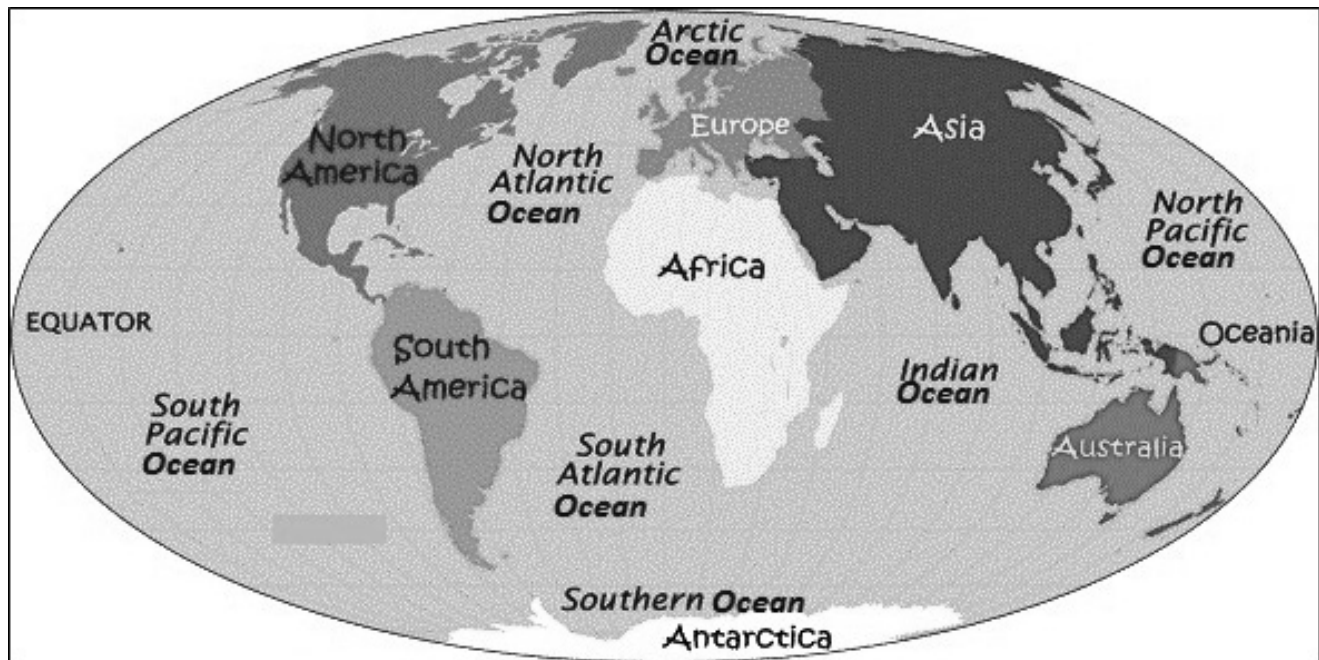 Arctic
Ocean
North
America
Europe
Asia
North
Atlantic
Ocean
North
Pacific
Ocean
Africa
EQUATOR
South
America
Oceania
Indian
Ocean
South
Pacific
Ocean
South
Atlantic
Ocean
Australia
Southern Ocean
Antarctica